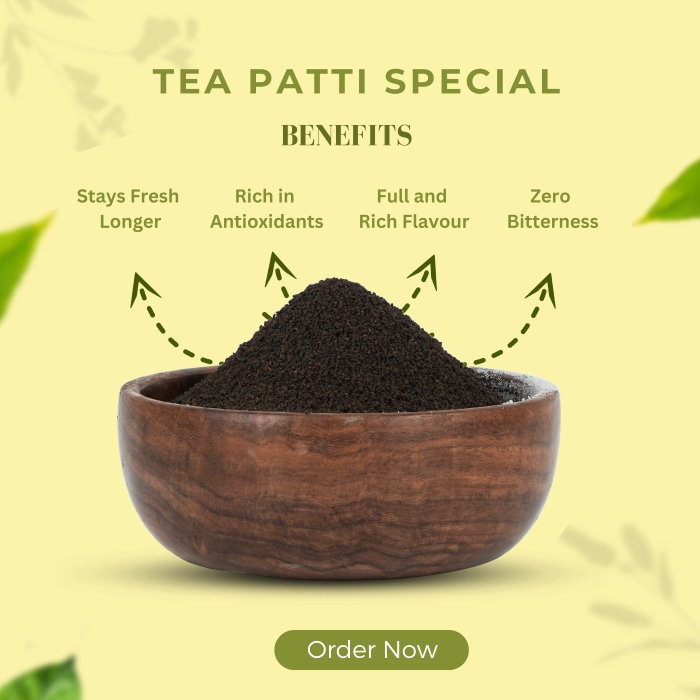 TEA PATTI SPECIAL
BENEFITS
Stays Fresh
Longer
Rich in
Antioxidants
Full and
Rich Flavour
Zero
Bitterness
Order Now